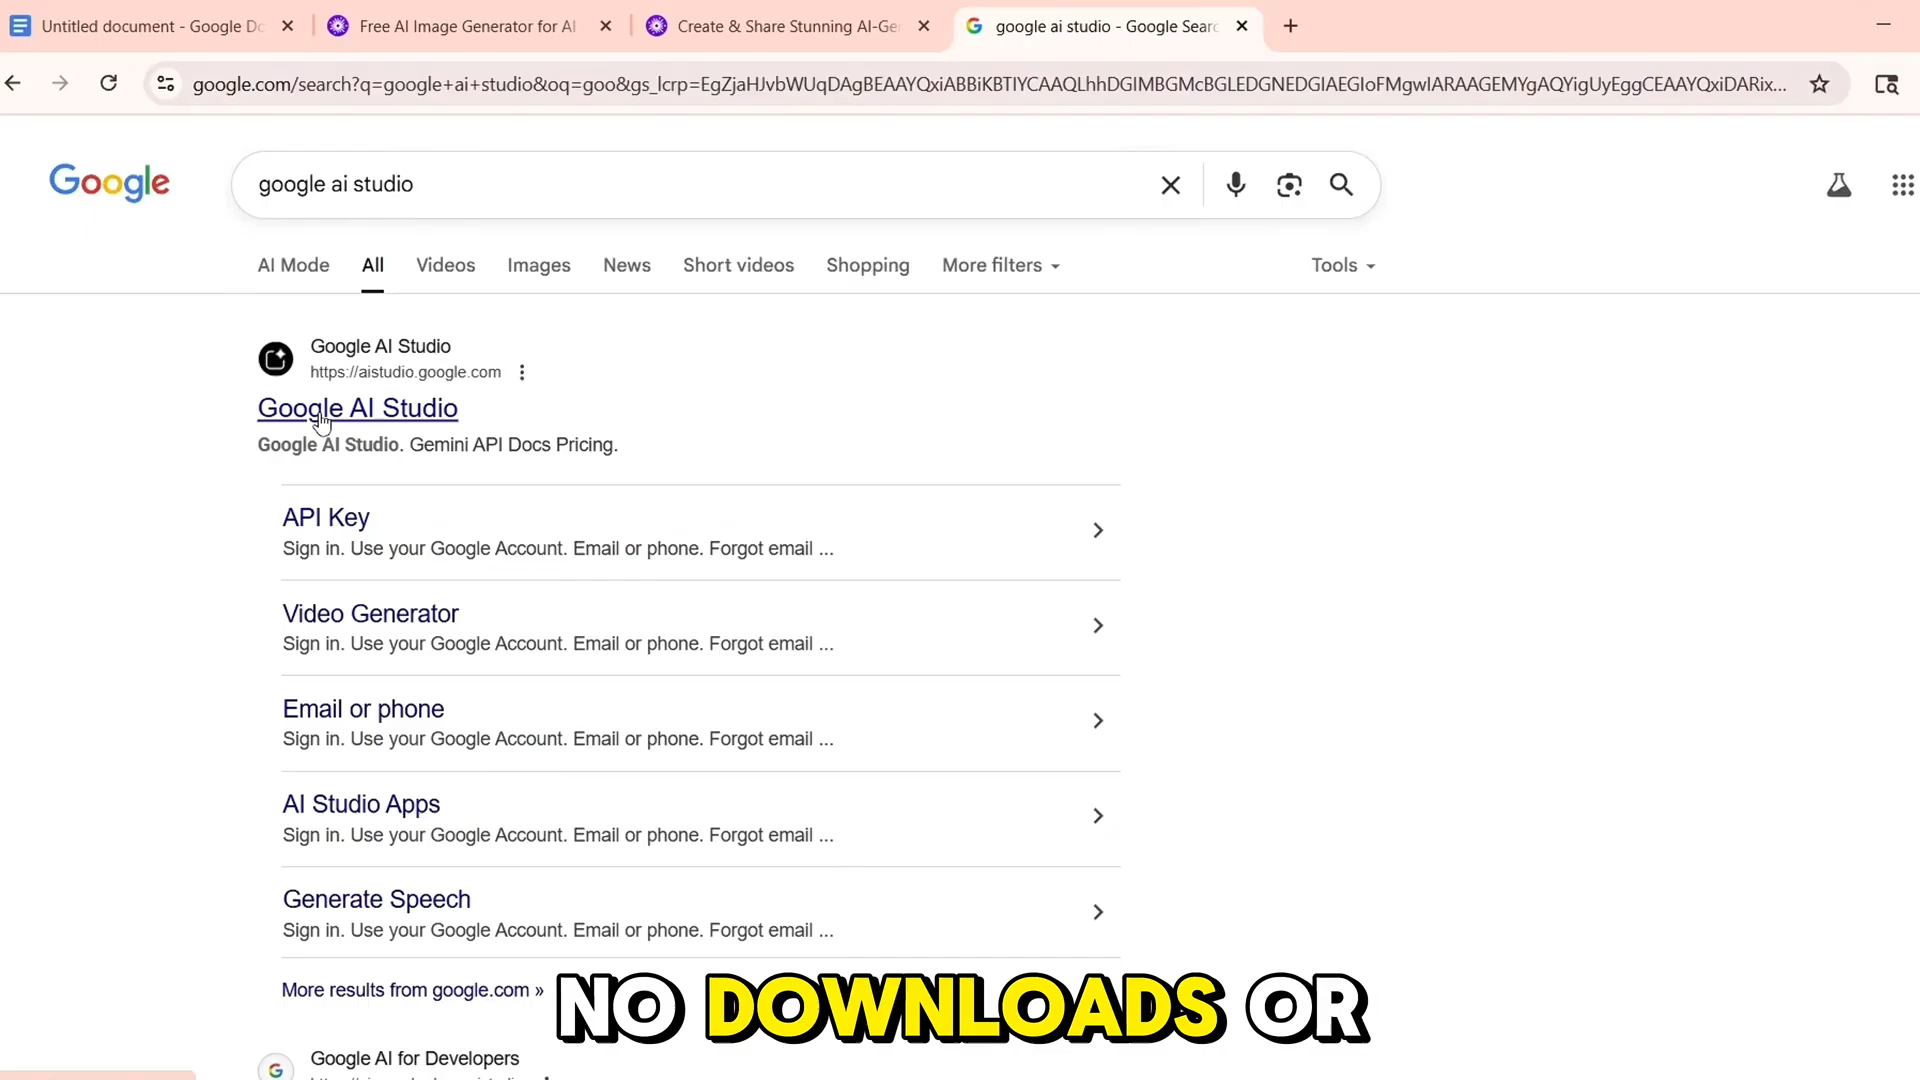 Untitled document - Google Do
Free AI Image Generator for AI
Create & Share Stunning AI-Ge
google ai studio - Google Sear
google.com/search?q=google+ai+studio&oq=goo&gs_lcrp=EgZjaHJvbWUqDAgBEAAYQxiABBiKBTIYCAAQLhhDGIMBGMcBGLEDGNEDGIAEGIoFMgwIARAAGEMYgAQYigUyEggCEAAYQxiDARix...
Google
google ai studio
AI Mode
All
Videos
Images
News
Short videos
Shopping
More filters
Tools
Google AI Studio
https://aistudio.google.com
Google AI Studio
Google AI Studio. Gemini API Docs Pricing.
API Key
Sign in. Use your Google Account. Email or phone. Forgot email ...
Video Generator
Sign in. Use your Google Account. Email or phone. Forgot email ...
Email or phone
Sign in. Use your Google Account. Email or phone. Forgot email ...
AI Studio Apps
Sign in. Use your Google Account. Email or phone. Forgot email ...
Generate Speech
Sign in. Use your Google Account. Email or phone. Forgot email ...
More results from google.com »
NO DOWNLOADS OR
Google AI for Developers